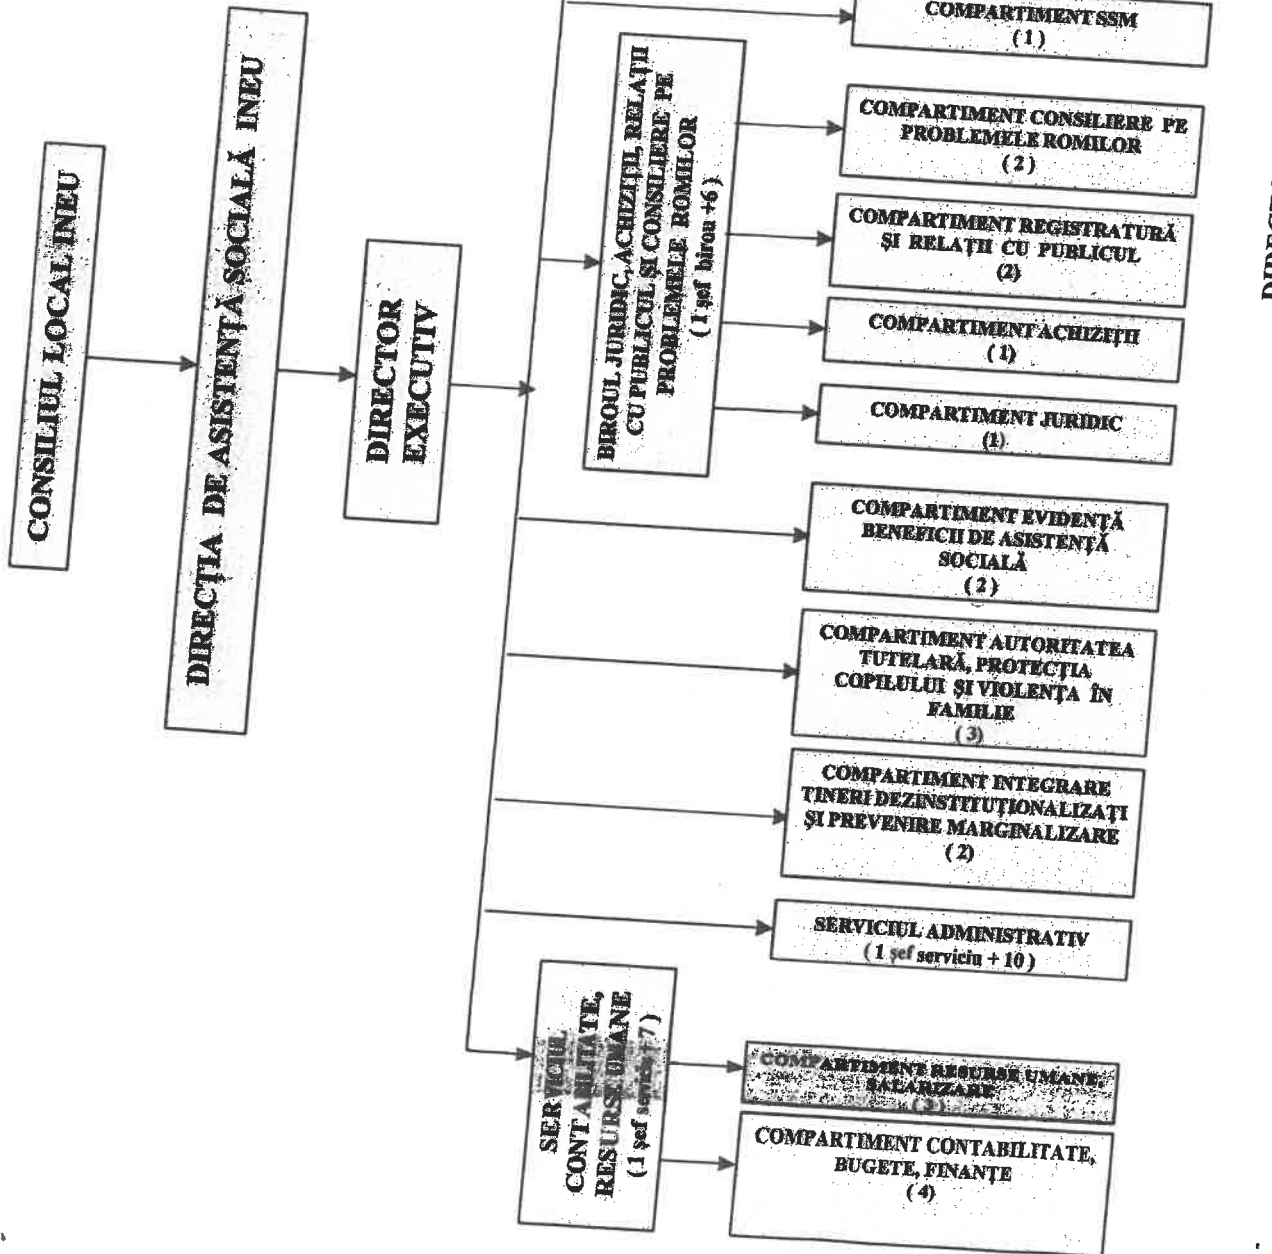 CONSILIUL LOCAL INEU
DIRECȚIA DE ASISTENȚĂ SOCIALĂ INEU
DIRECTOR
EXECUTIV
COMPARTIMENT SSM
( 1 )
BIROUL JURIDIC, ACHIZIȚII, RELAȚII
CU PUBLICUL ȘI CONSILIERE PE
PROBLEMELE ROMILOR
( 1 șef birou +6 )
COMPARTIMENT CONSILIERE PE
PROBLEMELE ROMILOR
( 2 )
COMPARTIMENT REGISTRATURĂ
ȘI RELAȚII CU PUBLICUL
(2)
COMPARTIMENT ACHIZIȚII
( 1)
COMPARTIMENT JURIDIC
(1)
COMPARTIMENT EVIDENȚĂ
BENEFICII DE ASISTENȚĂ
SOCIALĂ
( 2 )
COMPARTIMENT AUTORITATEA
TUTELARĂ, PROTECȚIA
COPILULUI ȘI VIOLENȚA ÎN
FAMILIE
( 3)
COMPARTIMENT INTEGRARE
TINERI DEZINSTITUȚIONALIZAȚI
ȘI PREVENIRE MARGINALIZARE
( 2)
SERVICIUL ADMINISTRATIV
( 1 șef serviciu + 10 )
SERVICIUL
CONTABILITATE,
RESURSE UMANE
( 1 șef serviciu + 7 )
COMPARTIMENT RESURSE UMANE,
SALARIZARE
( 3 )
COMPARTIMENT CONTABILITATE,
BUGETE, FINANȚE
( 4)